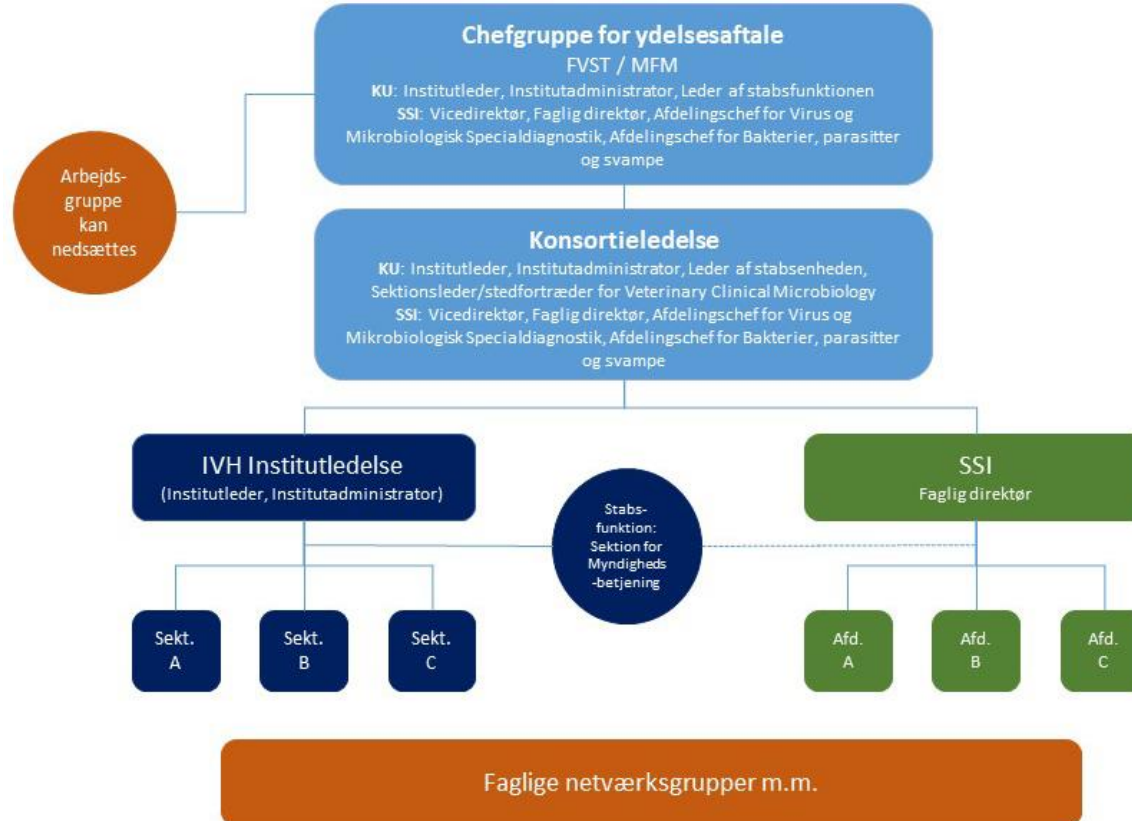 Chefgruppe for ydelsesaftale
FVST / MFM
KU: Institutleder, Institutadministrator, Leder af stabsfunktionen
SSI: Vicedirektør, Faglig direktør, Afdelingschef for Virus og
Mikrobiologisk Specialdiagnostik, Afdelingschef for Bakterier, parasitter
og svampe
Arbejds-
gruppe
kan
nedsættes
Konsortieledelse
KU: Institutleder, Institutadministrator, Leder af stabsenheden,
Sektionsleder/stedfortræder for Veterinary Clinical Microbiology
SSI: Vicedirektør, Faglig direktør, Afdelingschef for Virus og
Mikrobiologisk Specialdiagnostik, Afdelingschef for Bakterier, parasitter
og svampe
IVH Institutledelse
(Institutleder, Institutadministrator)
Stabs-
funktion:
Sektion for
Myndigheds
-betjening
SSI
Faglig direktør
Sekt.
A
Sekt.
B
Sekt.
C
Afd.
A
Afd.
B
Afd.
C
Faglige netværksgrupper m.m.